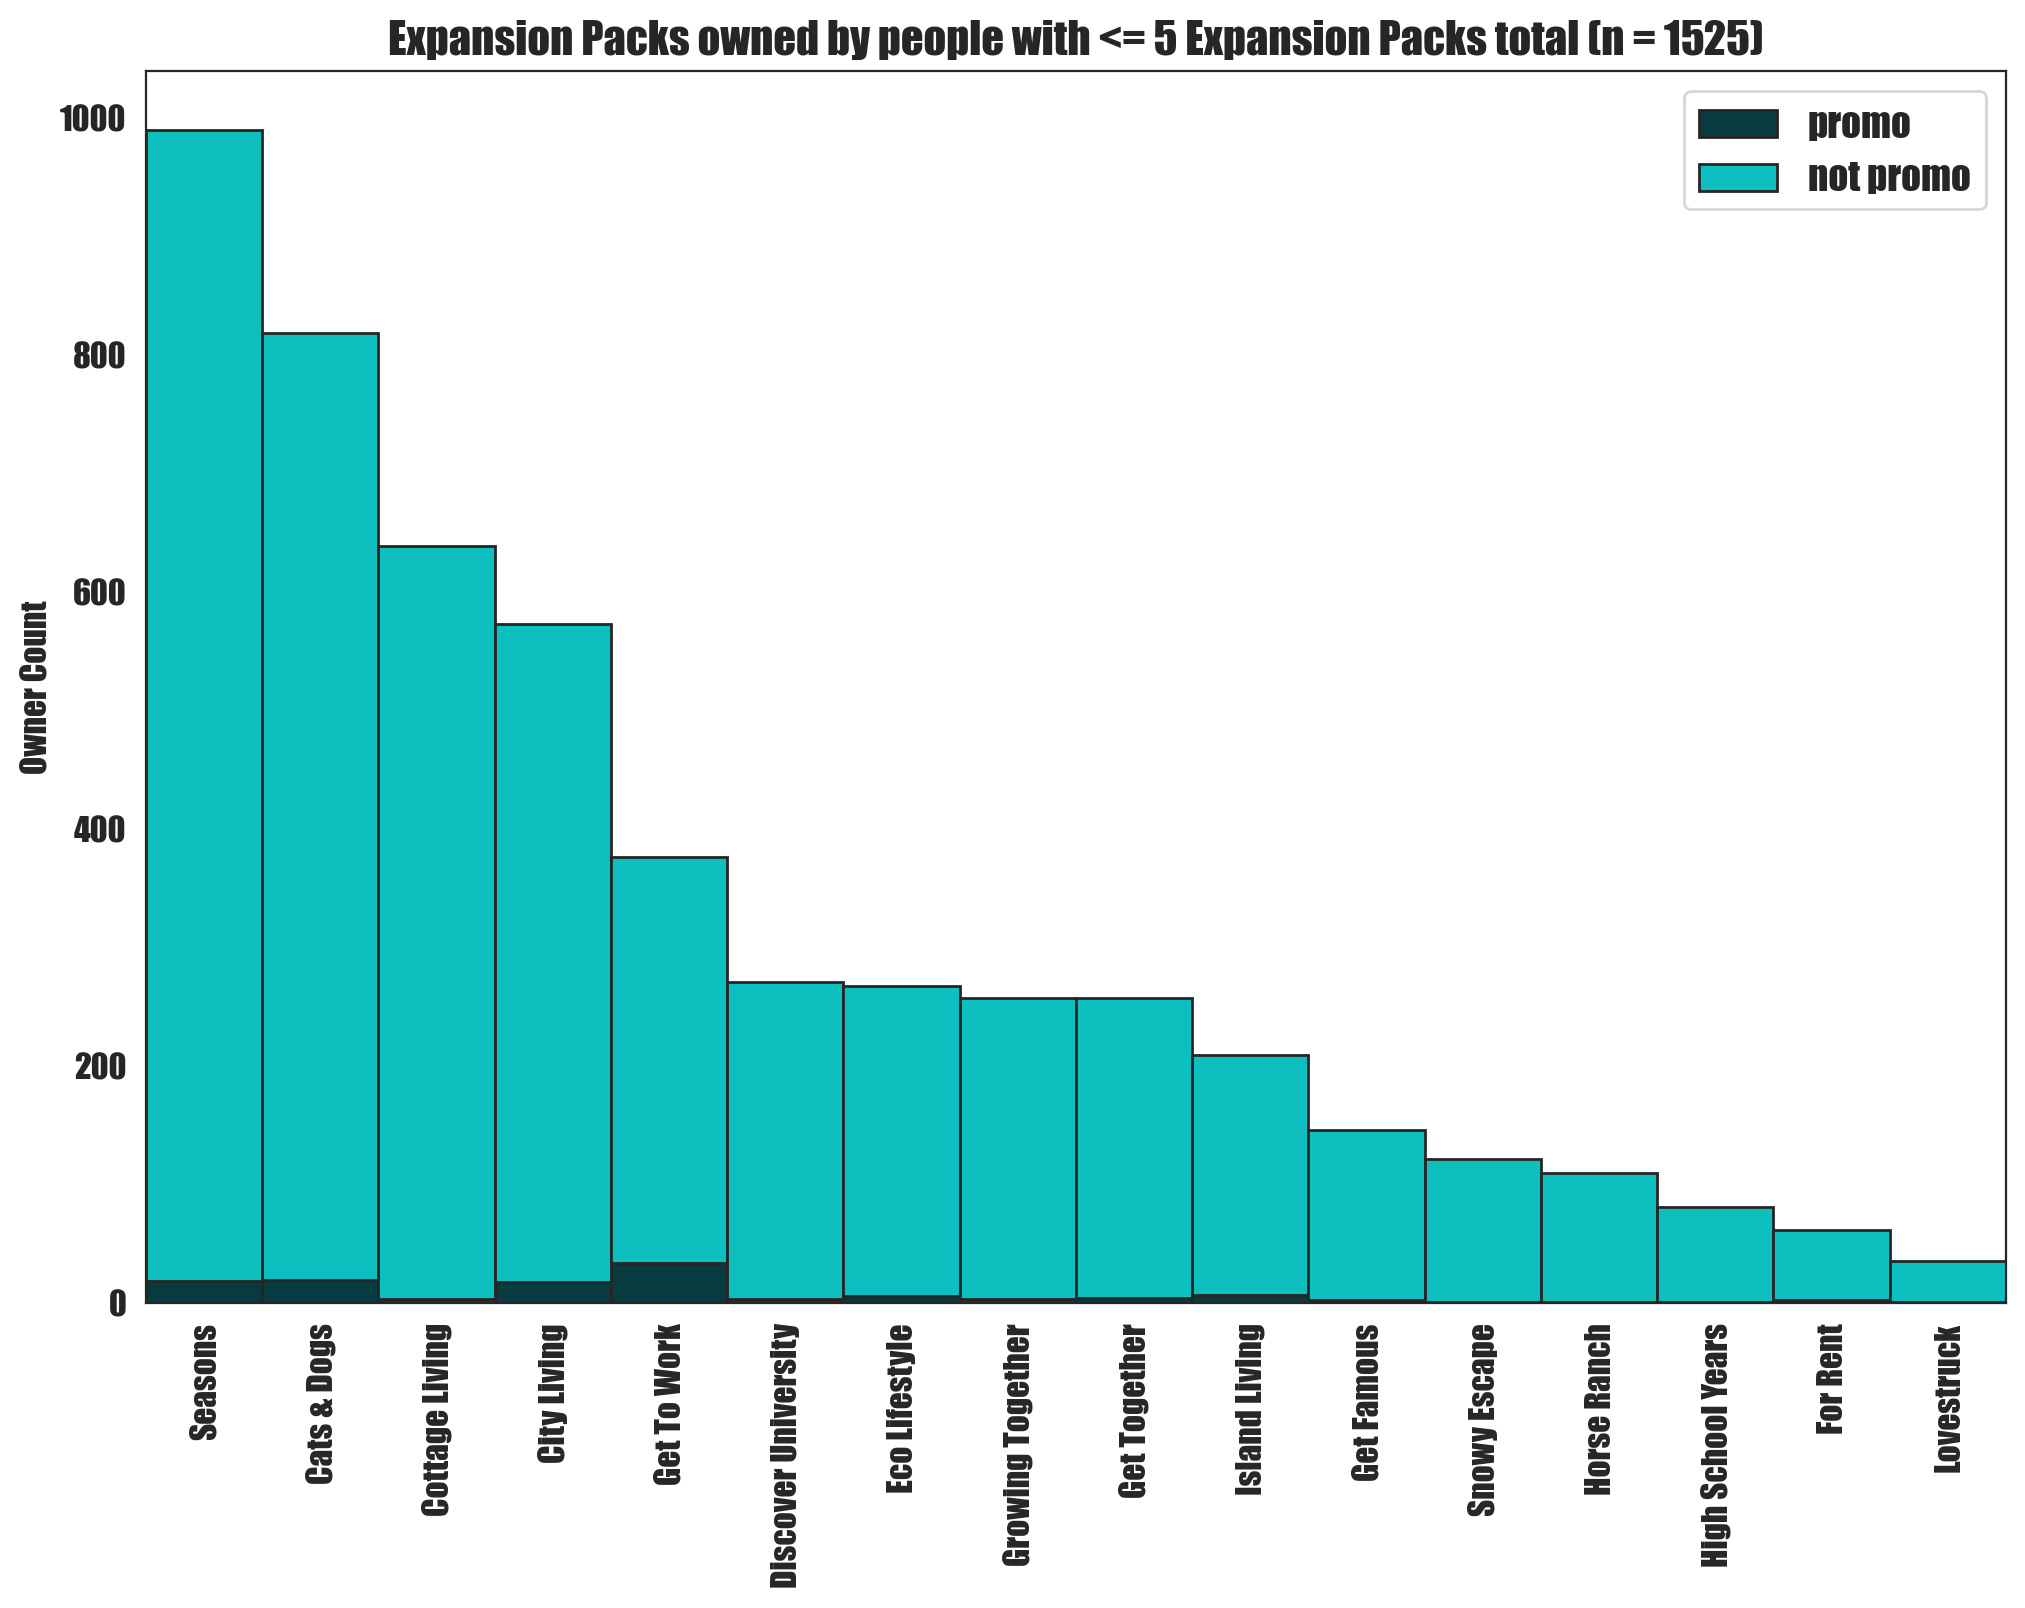 Expansion Packs owned by people with <= 5 Expansion Packs total (n = 1525)
promo
not promo
Owner Count
1000
800
600
400
200
0
Seasons
Cats & Dogs
Cottage Living
City Living
Get To Work
Discover University
Eco Lifestyle
Growing Together
Get Together
Island Living
Get Famous
Snowy Escape
Horse Ranch
High School Years
For Rent
Lovestruck